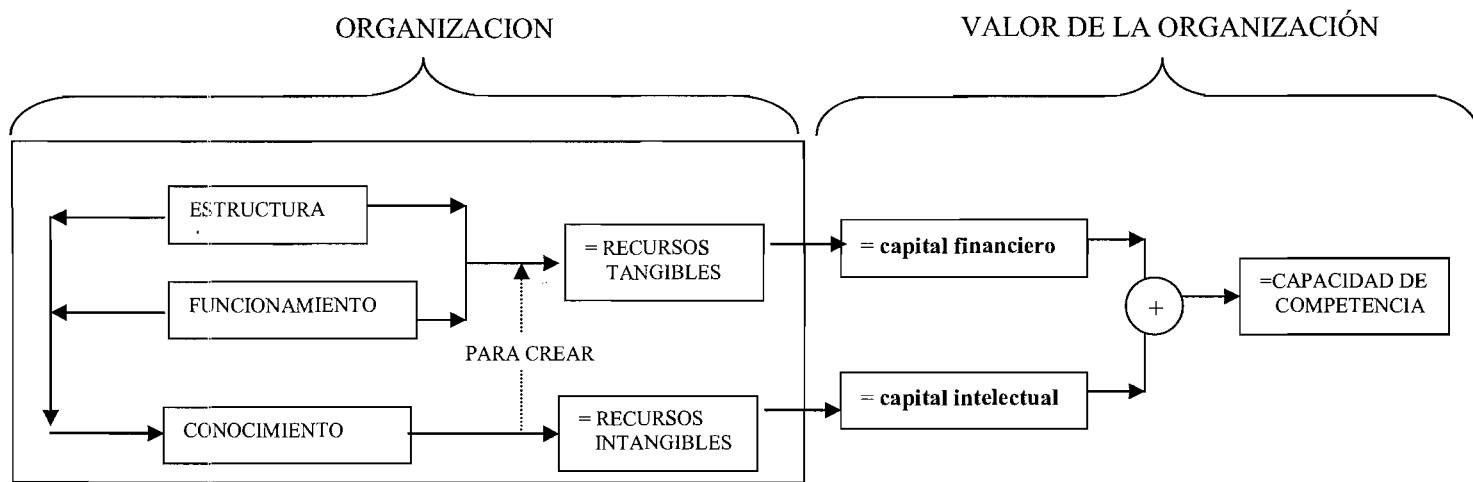 ORGANIZACION
VALOR DE LA ORGANIZACIÓN
ESTRUCTURA
FUNCIONAMIENTO
CONOCIMIENTO
PARA CREAR
= RECURSOS
TANGIBLES
= RECURSOS
INTANGIBLES
= capital financiero
= capital intelectual
+
=CAPACIDAD DE
COMPETENCIA